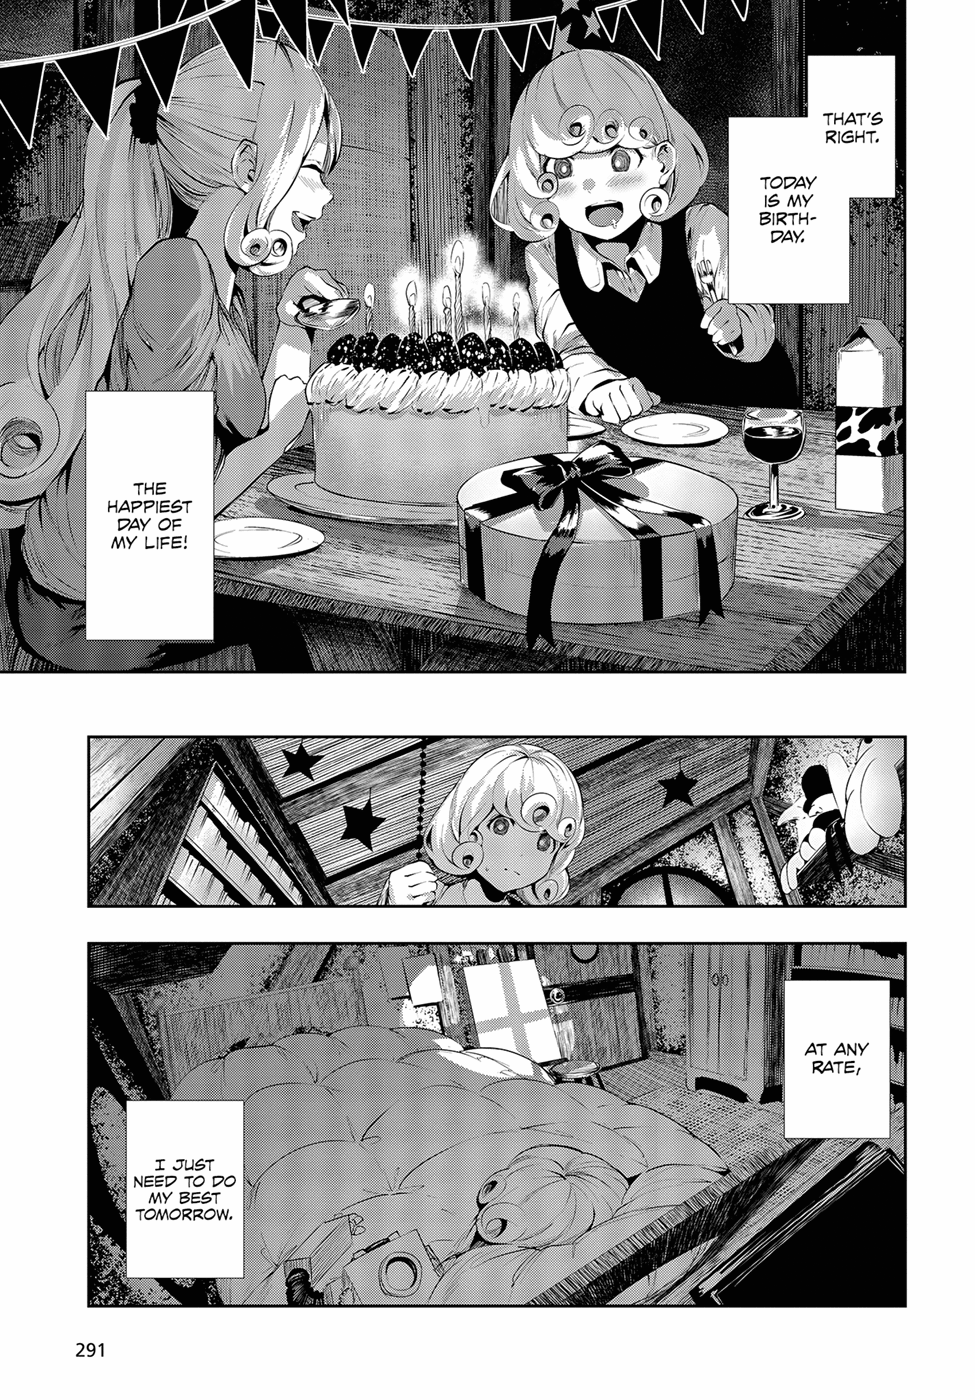 THAT'S
RIGHT.
TODAY
IS MY
BIRTH-
DAY.
THE
HAPPIEST
DAY OF
MY LIFE!
AT ANY
RATE,
I JUST
NEED TO DO
MY BEST
TOMORROW.
291